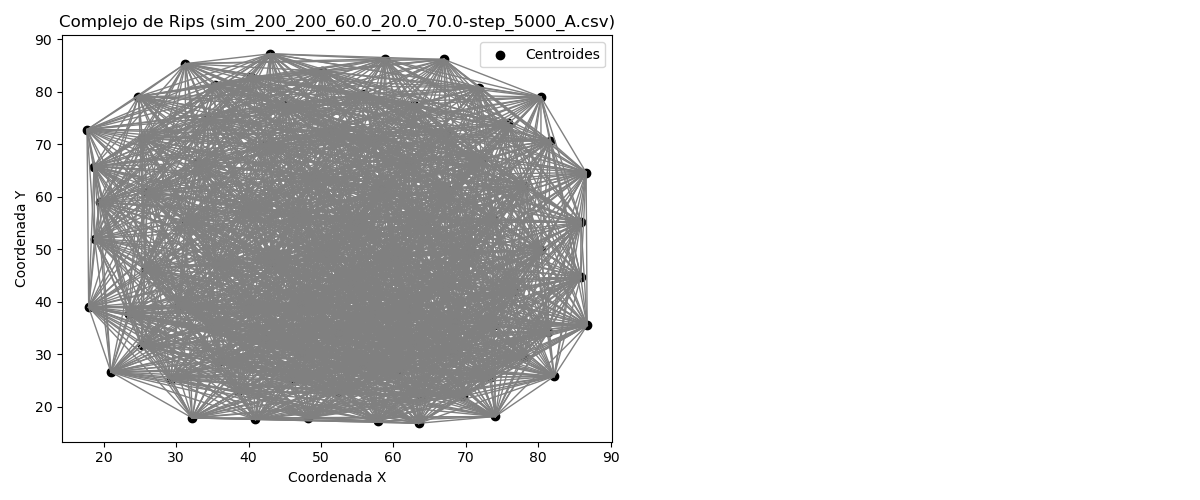 Complejo de Rips (sim_200_200_60.0_20.0_70.0-step_5000_A.csv)
Centroides
90
80
70
60
50
40
30
20
Coordenada Y
20 30 40 50 60 70 80 90
Coordenada X